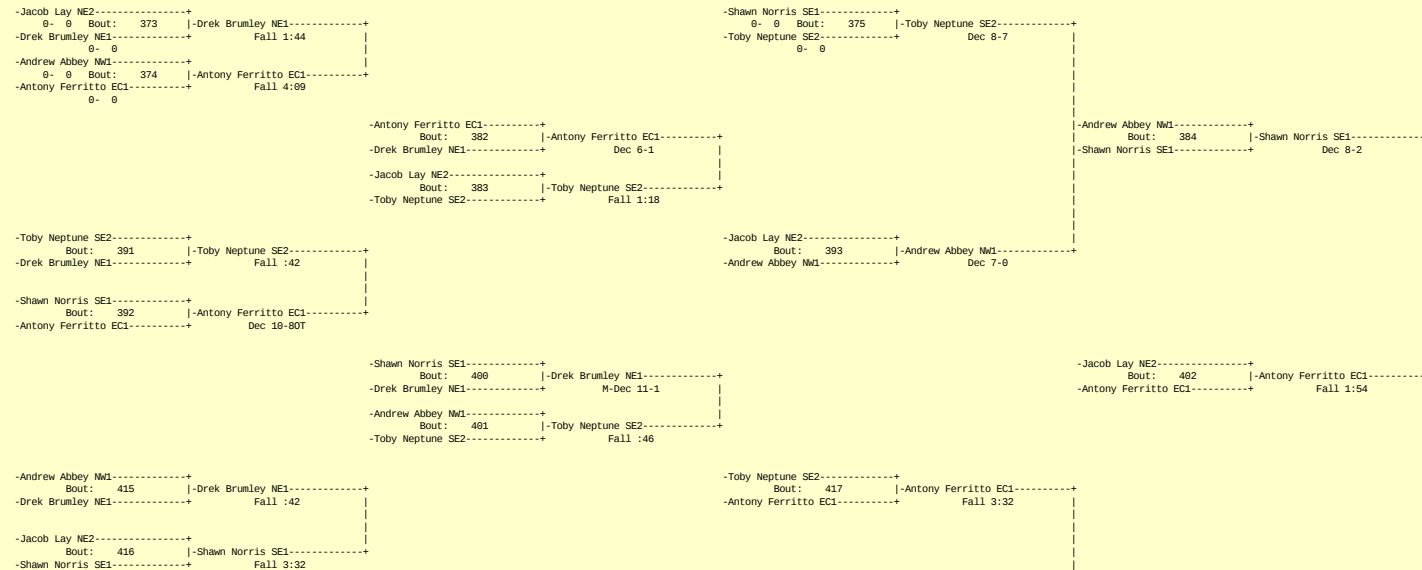 -Jacob Lay NE2----------------+
0-  0   Bout:    373     |-Drek Brumley NE1-------------+
-Drek Brumley NE1-------------+          Fall 1:44         |
0-  0
-Andrew Abbey NW1-------------+
0-  0   Bout:    374     |-Antony Ferritto EC1----------+
-Antony Ferritto EC1----------+          Fall 4:09
0-  0
-Shawn Norris SE1-------------+
0-  0   Bout:    375     |-Toby Neptune SE2-------------+
-Toby Neptune SE2-------------+          Dec 8-7
0-  0
-Antony Ferritto EC1----------+
Bout:    382         |-Antony Ferritto EC1----------+
-Drek Brumley NE1-------------+          Dec 6-1
-Jacob Lay NE2----------------+
Bout:    383         |-Toby Neptune SE2-------------+
-Toby Neptune SE2-------------+          Fall 1:18
|-Andrew Abbey NW1-------------+
Bout:    384         |-Shawn Norris SE1-------------
|-Shawn Norris SE1-------------+          Dec 8-2
-Toby Neptune SE2-------------+
Bout:    391         |-Toby Neptune SE2-------------+
-Drek Brumley NE1-------------+          Fall :42
-Shawn Norris SE1-------------+
Bout:    392         |-Antony Ferritto EC1----------+
-Antony Ferritto EC1----------+          Dec 10-8OT
-Jacob Lay NE2----------------+
Bout:    393         |-Andrew Abbey NW1-------------+
-Andrew Abbey NW1-------------+          Dec 7-0
-Shawn Norris SE1-------------+
Bout:    400         |-Drek Brumley NE1-------------+
-Drek Brumley NE1-------------+          M-Dec 11-1
-Andrew Abbey NW1-------------+
Bout:    401         |-Toby Neptune SE2-------------+
-Toby Neptune SE2-------------+          Fall :46
-Jacob Lay NE2----------------+
Bout:    402         |-Antony Ferritto EC1----------
-Antony Ferritto EC1----------+          Fall 1:54
-Andrew Abbey NW1-------------+
Bout:    415         |-Drek Brumley NE1-------------+
-Drek Brumley NE1-------------+          Fall :42
-Jacob Lay NE2----------------+
Bout:    416         |-Shawn Norris SE1-------------+
-Shawn Norris SE1-------------+          Fall 3:32
-Toby Neptune SE2-------------+
Bout:    417         |-Antony Ferritto EC1----------+
-Antony Ferritto EC1----------+          Fall 3:32